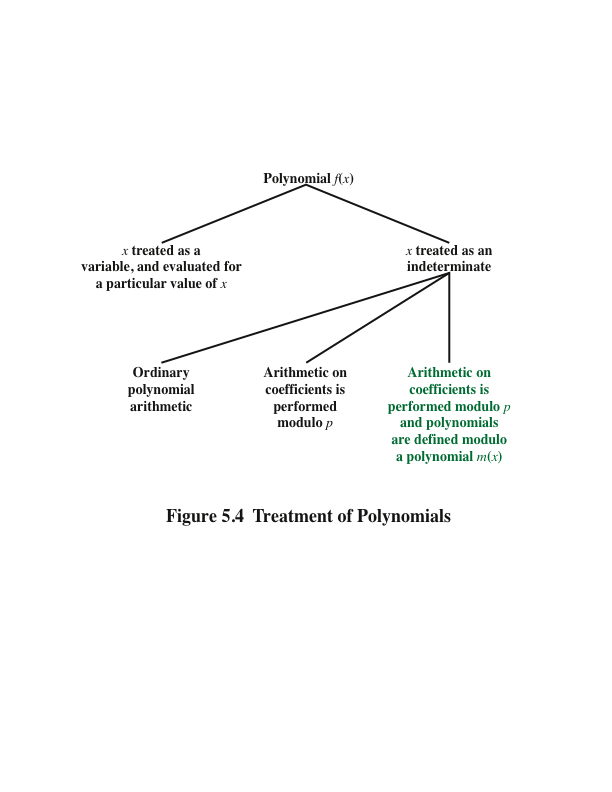 Polynomial f(x)
x treated as a
variable, and evaluated for
a particular value of x
x treated as an
indeterminate
Ordinary
polynomial
arithmetic
Arithmetic on
coefficients is
performed
modulo p
Arithmetic on
coefficients is
performed modulo p
and polynomials
are defined modulo
a polynomial m(x)
Figure 5.4 Treatment of Polynomials